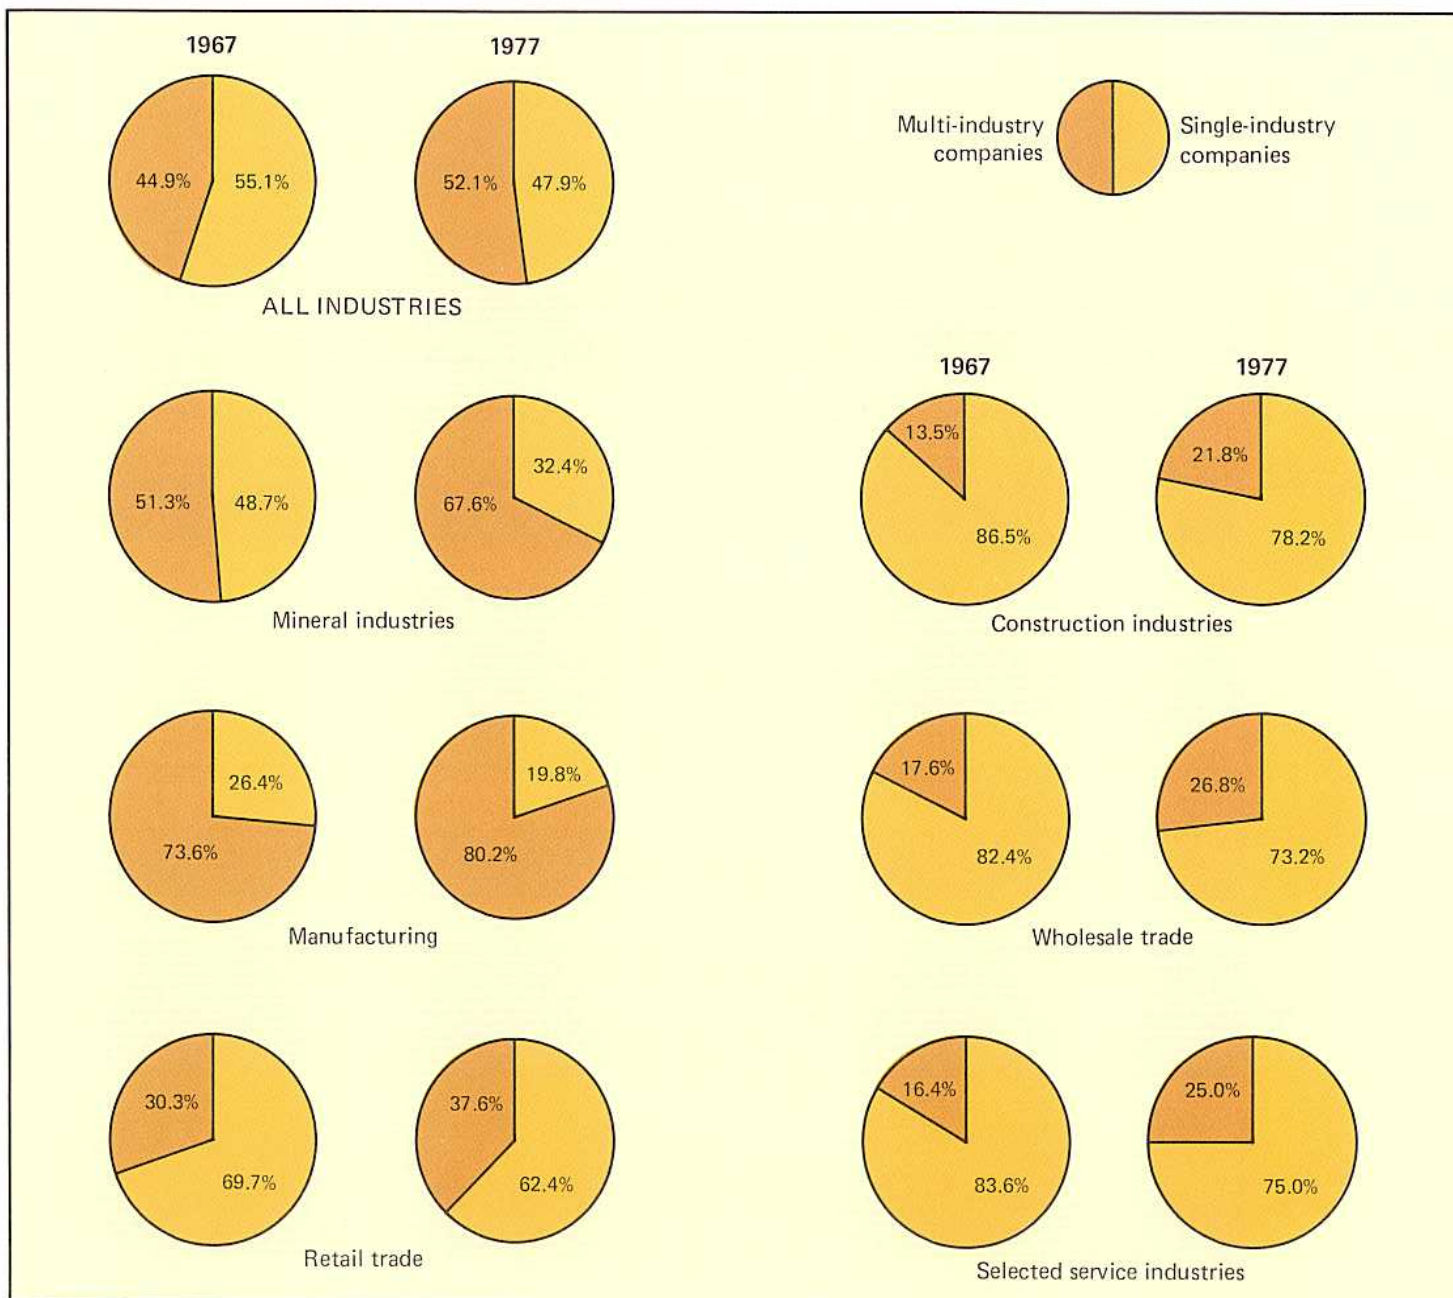 1967
1977
44.9%
55.1%
52.1%
47.9%
ALL INDUSTRIES
Multi-industry
companies
Single-industry
companies
51.3%
48.7%
67.6%
32.4%
Mineral industries
1967
1977
13.5%
86.5%
21.8%
78.2%
Construction industries
73.6%
26.4%
80.2%
19.8%
Manufacturing
17.6%
82.4%
26.8%
73.2%
Wholesale trade
30.3%
69.7%
37.6%
62.4%
Retail trade
16.4%
83.6%
25.0%
75.0%
Selected service industries